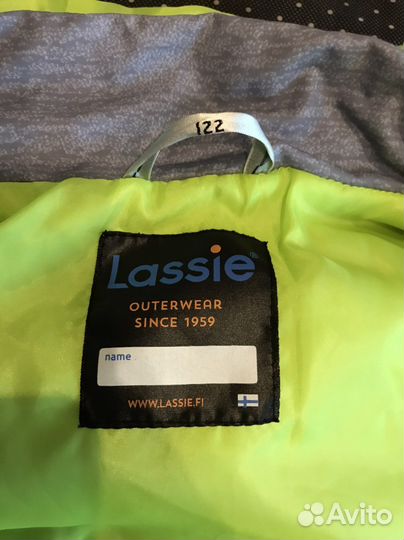 122
Lassie®
OUTERWEAR
SINCE 1959
name
WWW.LASSIE.FI
Avito